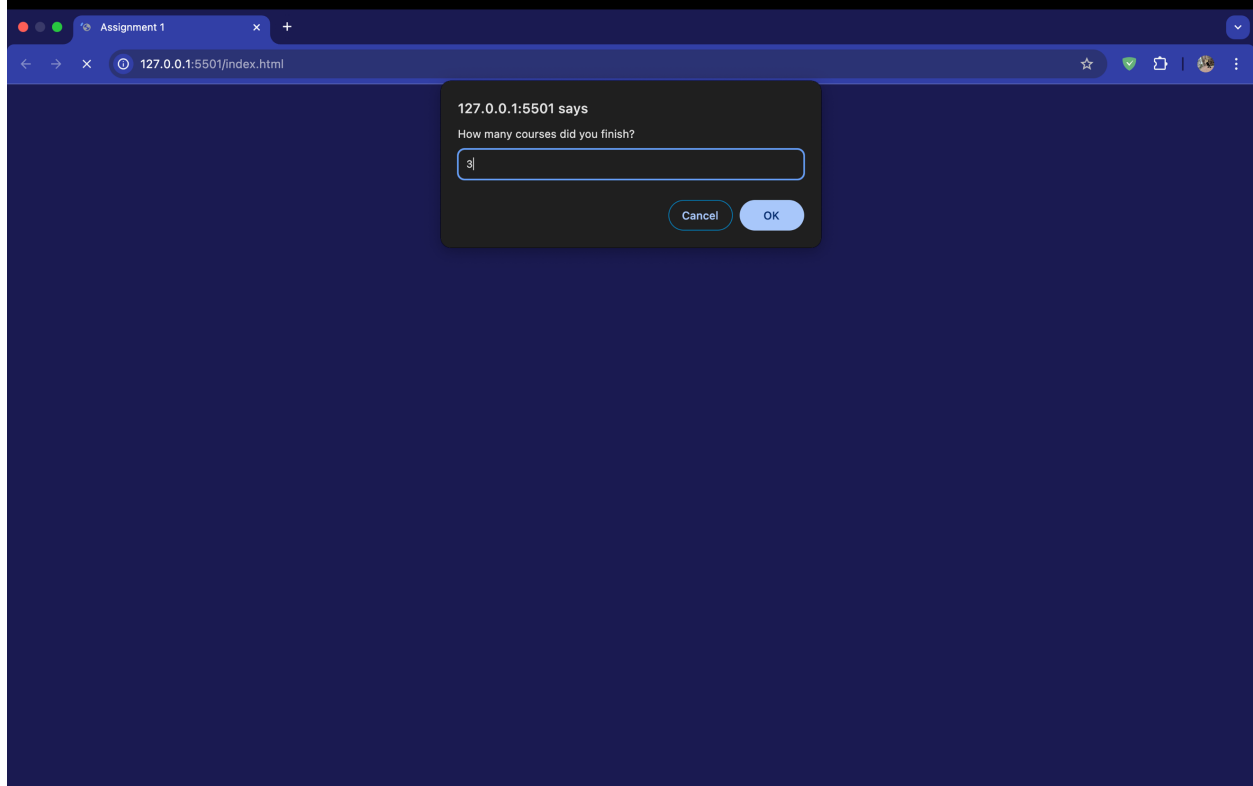 Assignment 1
127.0.0.1:5501/index.html
127.0.0.1:5501 says
How many courses did you finish?
3
Cancel OK